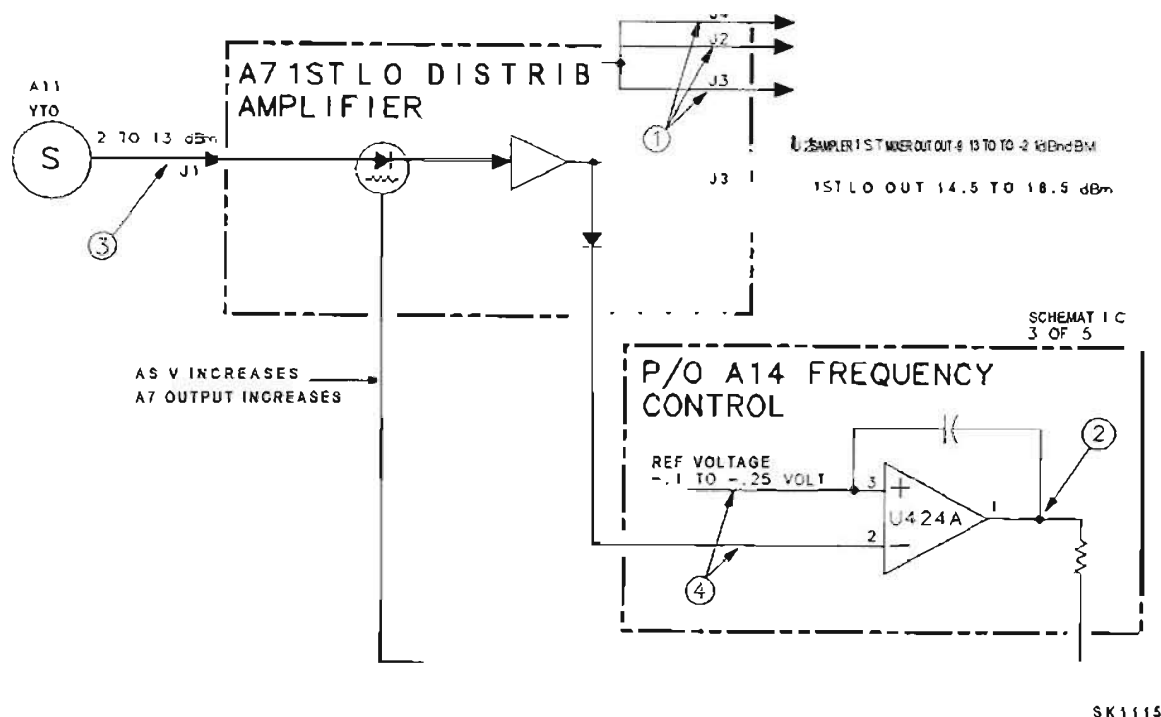 J4
A7 1ST LO DISTRIB
AMPLIFIER
J2
J3
A11
YTO
S
2 TO 13 dBm
J1
3
1
J3
1ST LO OUT 14.5 TO 18.5 dBm
SCHEMATIC
3 OF 5
AS V INCREASES
A7 OUTPUT INCREASES
P/O A14 FREQUENCY
CONTROL
2
REF VOLTAGE
-.1 TO -.25 VOLT
3
+
U424A
1
2
-
4
SK1115